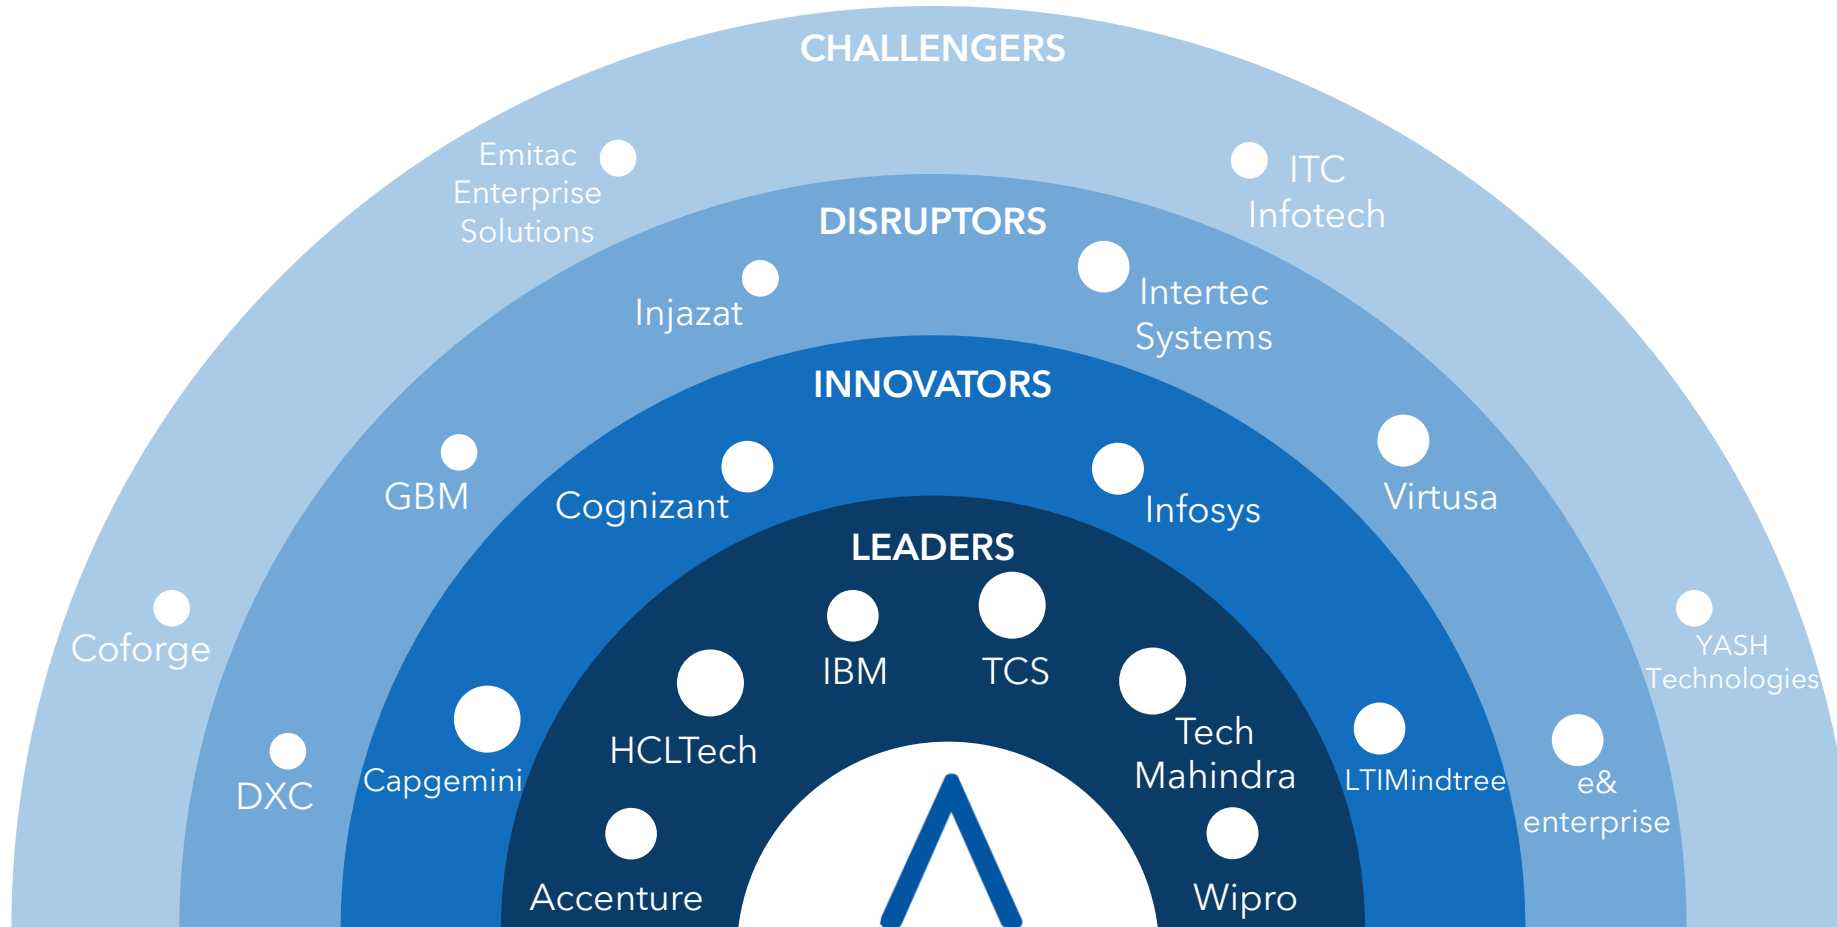 CHALLENGERS
Emitac
Enterprise
Solutions
ITC
Infotech
Coforge
YASH
Technologies
DISRUPTORS
Injazat
Intertec
Systems
GBM
Virtusa
DXC
e&
enterprise
INNOVATORS
Cognizant
Infosys
Capgemini
LTIMindtree
LEADERS
IBM
TCS
HCLTech
Tech
Mahindra
Accenture
Wipro